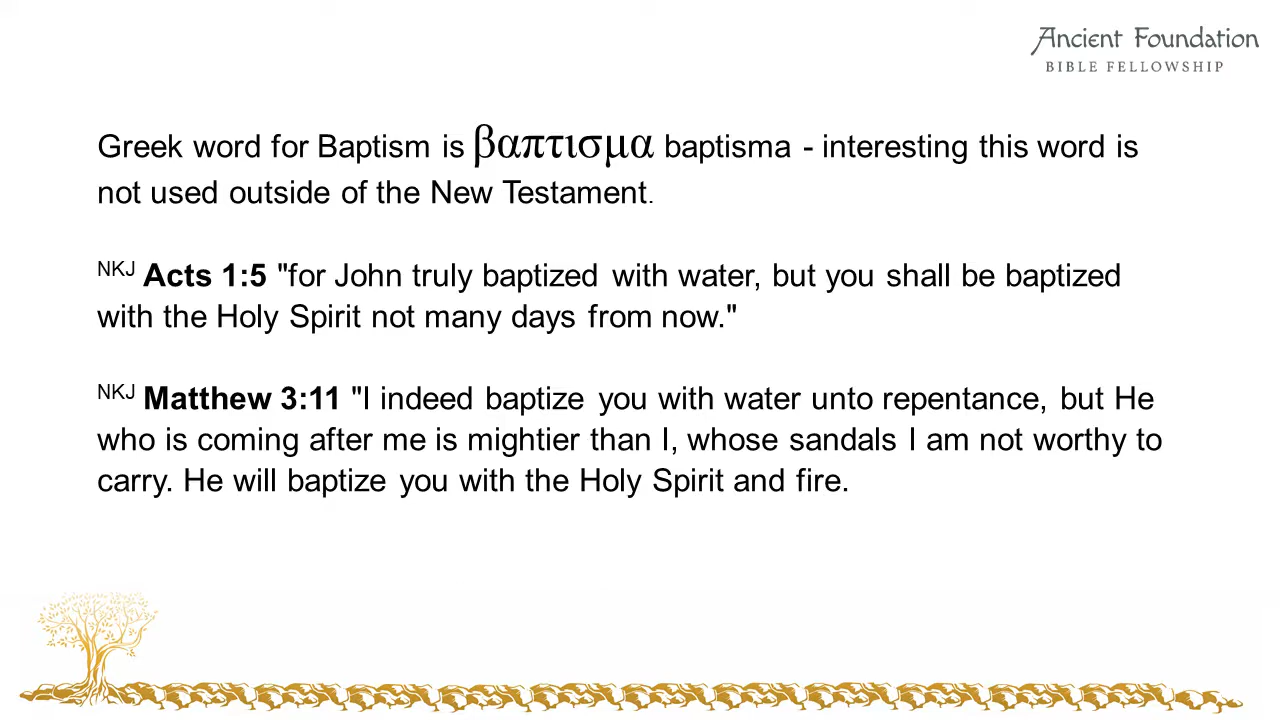 Ancient Foundation
BIBLE FELLOWSHIP
Greek word for Baptism is βαπτισμα baptisma - interesting this word is
not used outside of the New Testament.
NKJ Acts 1:5 "for John truly baptized with water, but you shall be baptized
with the Holy Spirit not many days from now."
NKJ Matthew 3:11 "I indeed baptize you with water unto repentance, but He
who is coming after me is mightier than I, whose sandals I am not worthy to
carry. He will baptize you with the Holy Spirit and fire.